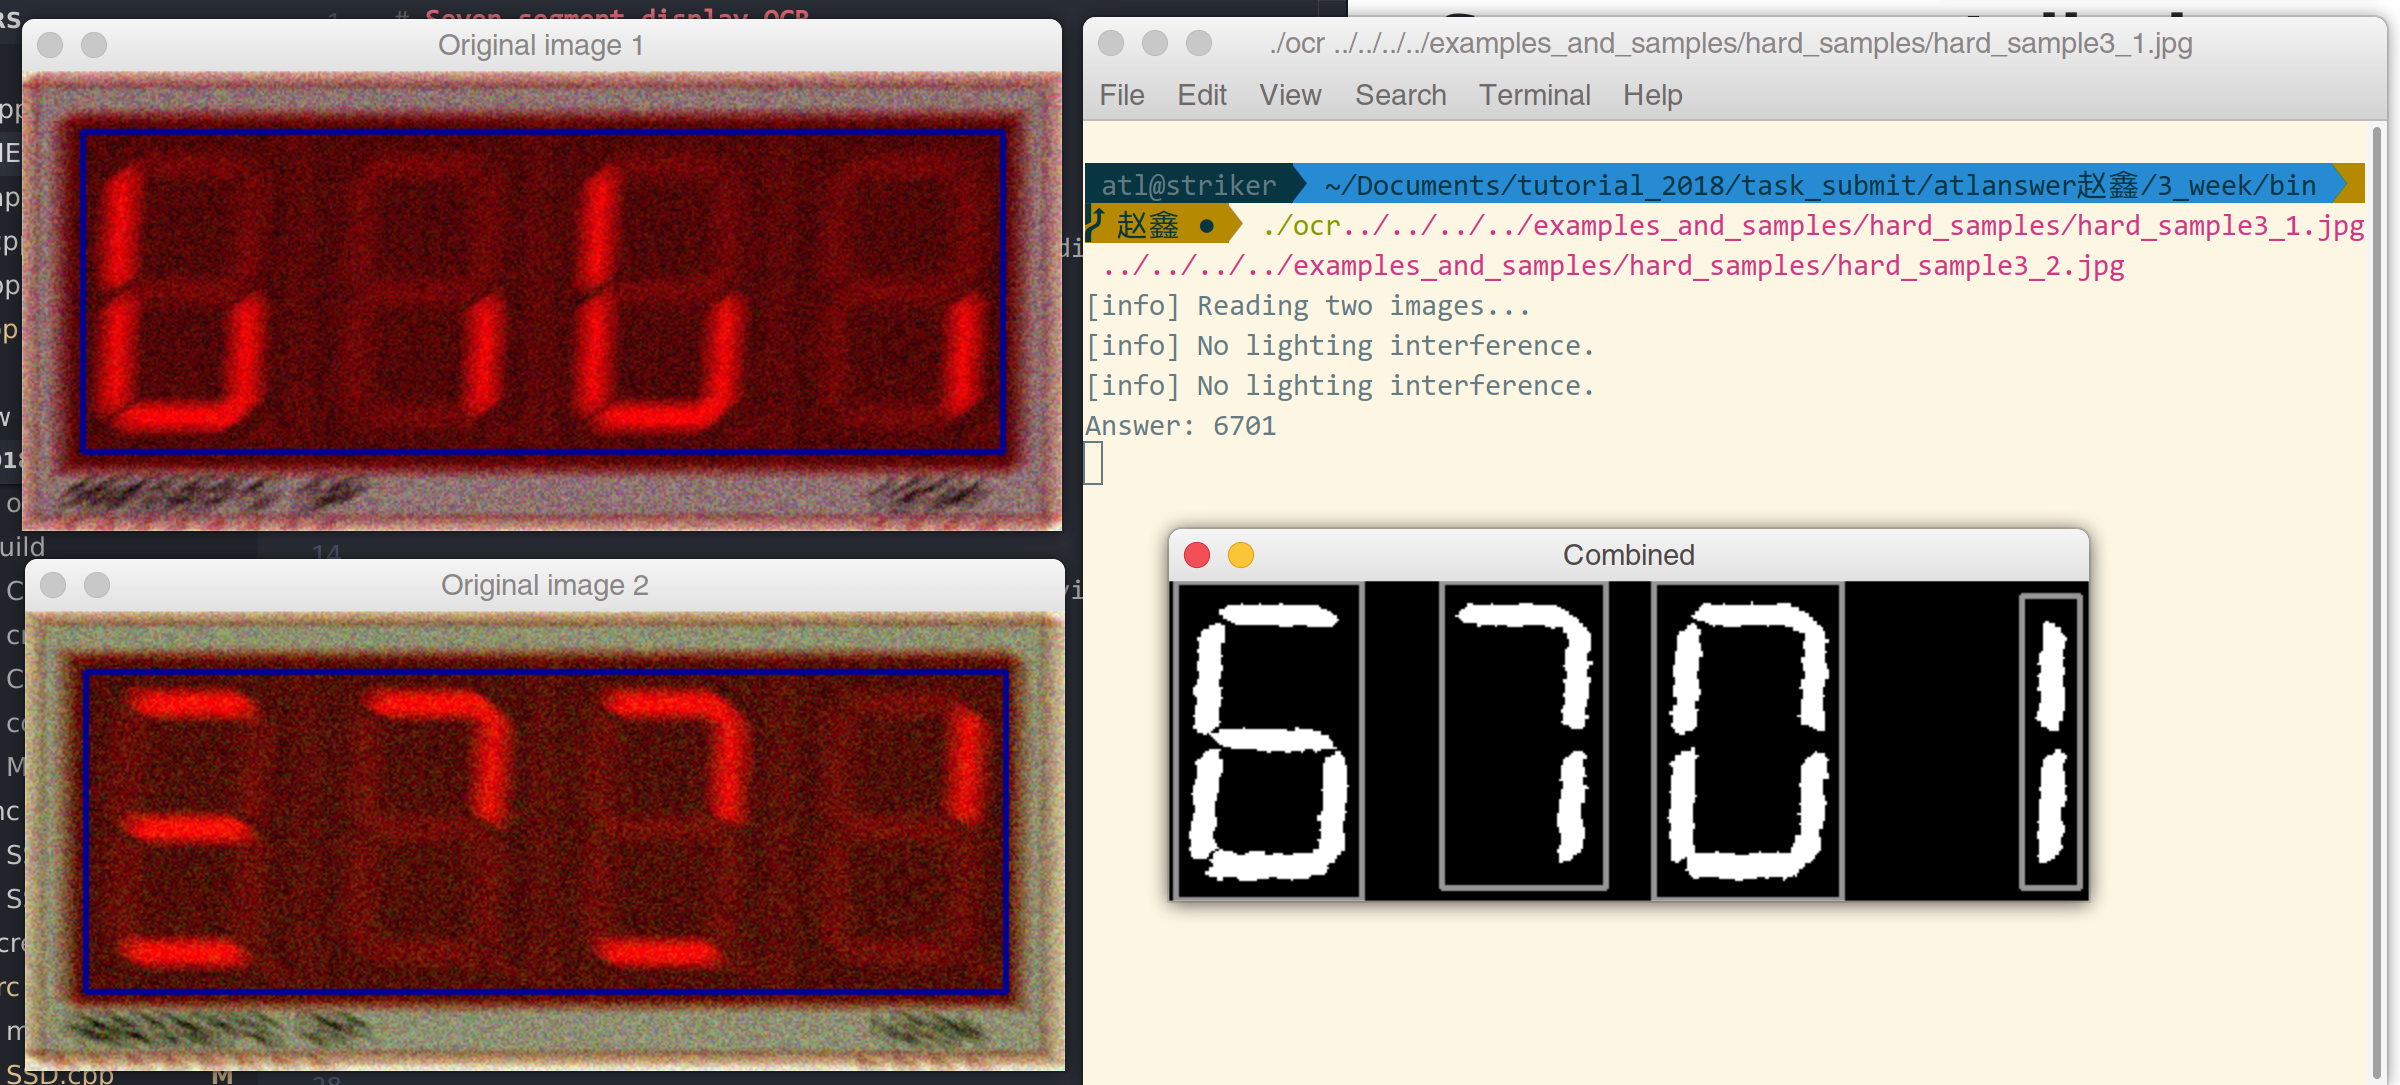 # Seven segment display OCR
Original image 1
Original image 2
14
uild
SSD.cpp M
28
./ocr ../../../../examples_and_samples/hard_samples/hard_sample3_1.jpg
File Edit View Search Terminal Help
atl@striker ~/Documents/tutorial_2018/task_submit/atlanswer赵鑫/3_week/bin
赵鑫 ● ./ocr../../../../examples_and_samples/hard_samples/hard_sample3_1.jpg
../../../../examples_and_samples/hard_samples/hard_sample3_2.jpg
[info] Reading two images...
[info] No lighting interference.
[info] No lighting interference.
Answer: 6701
Combined
6701